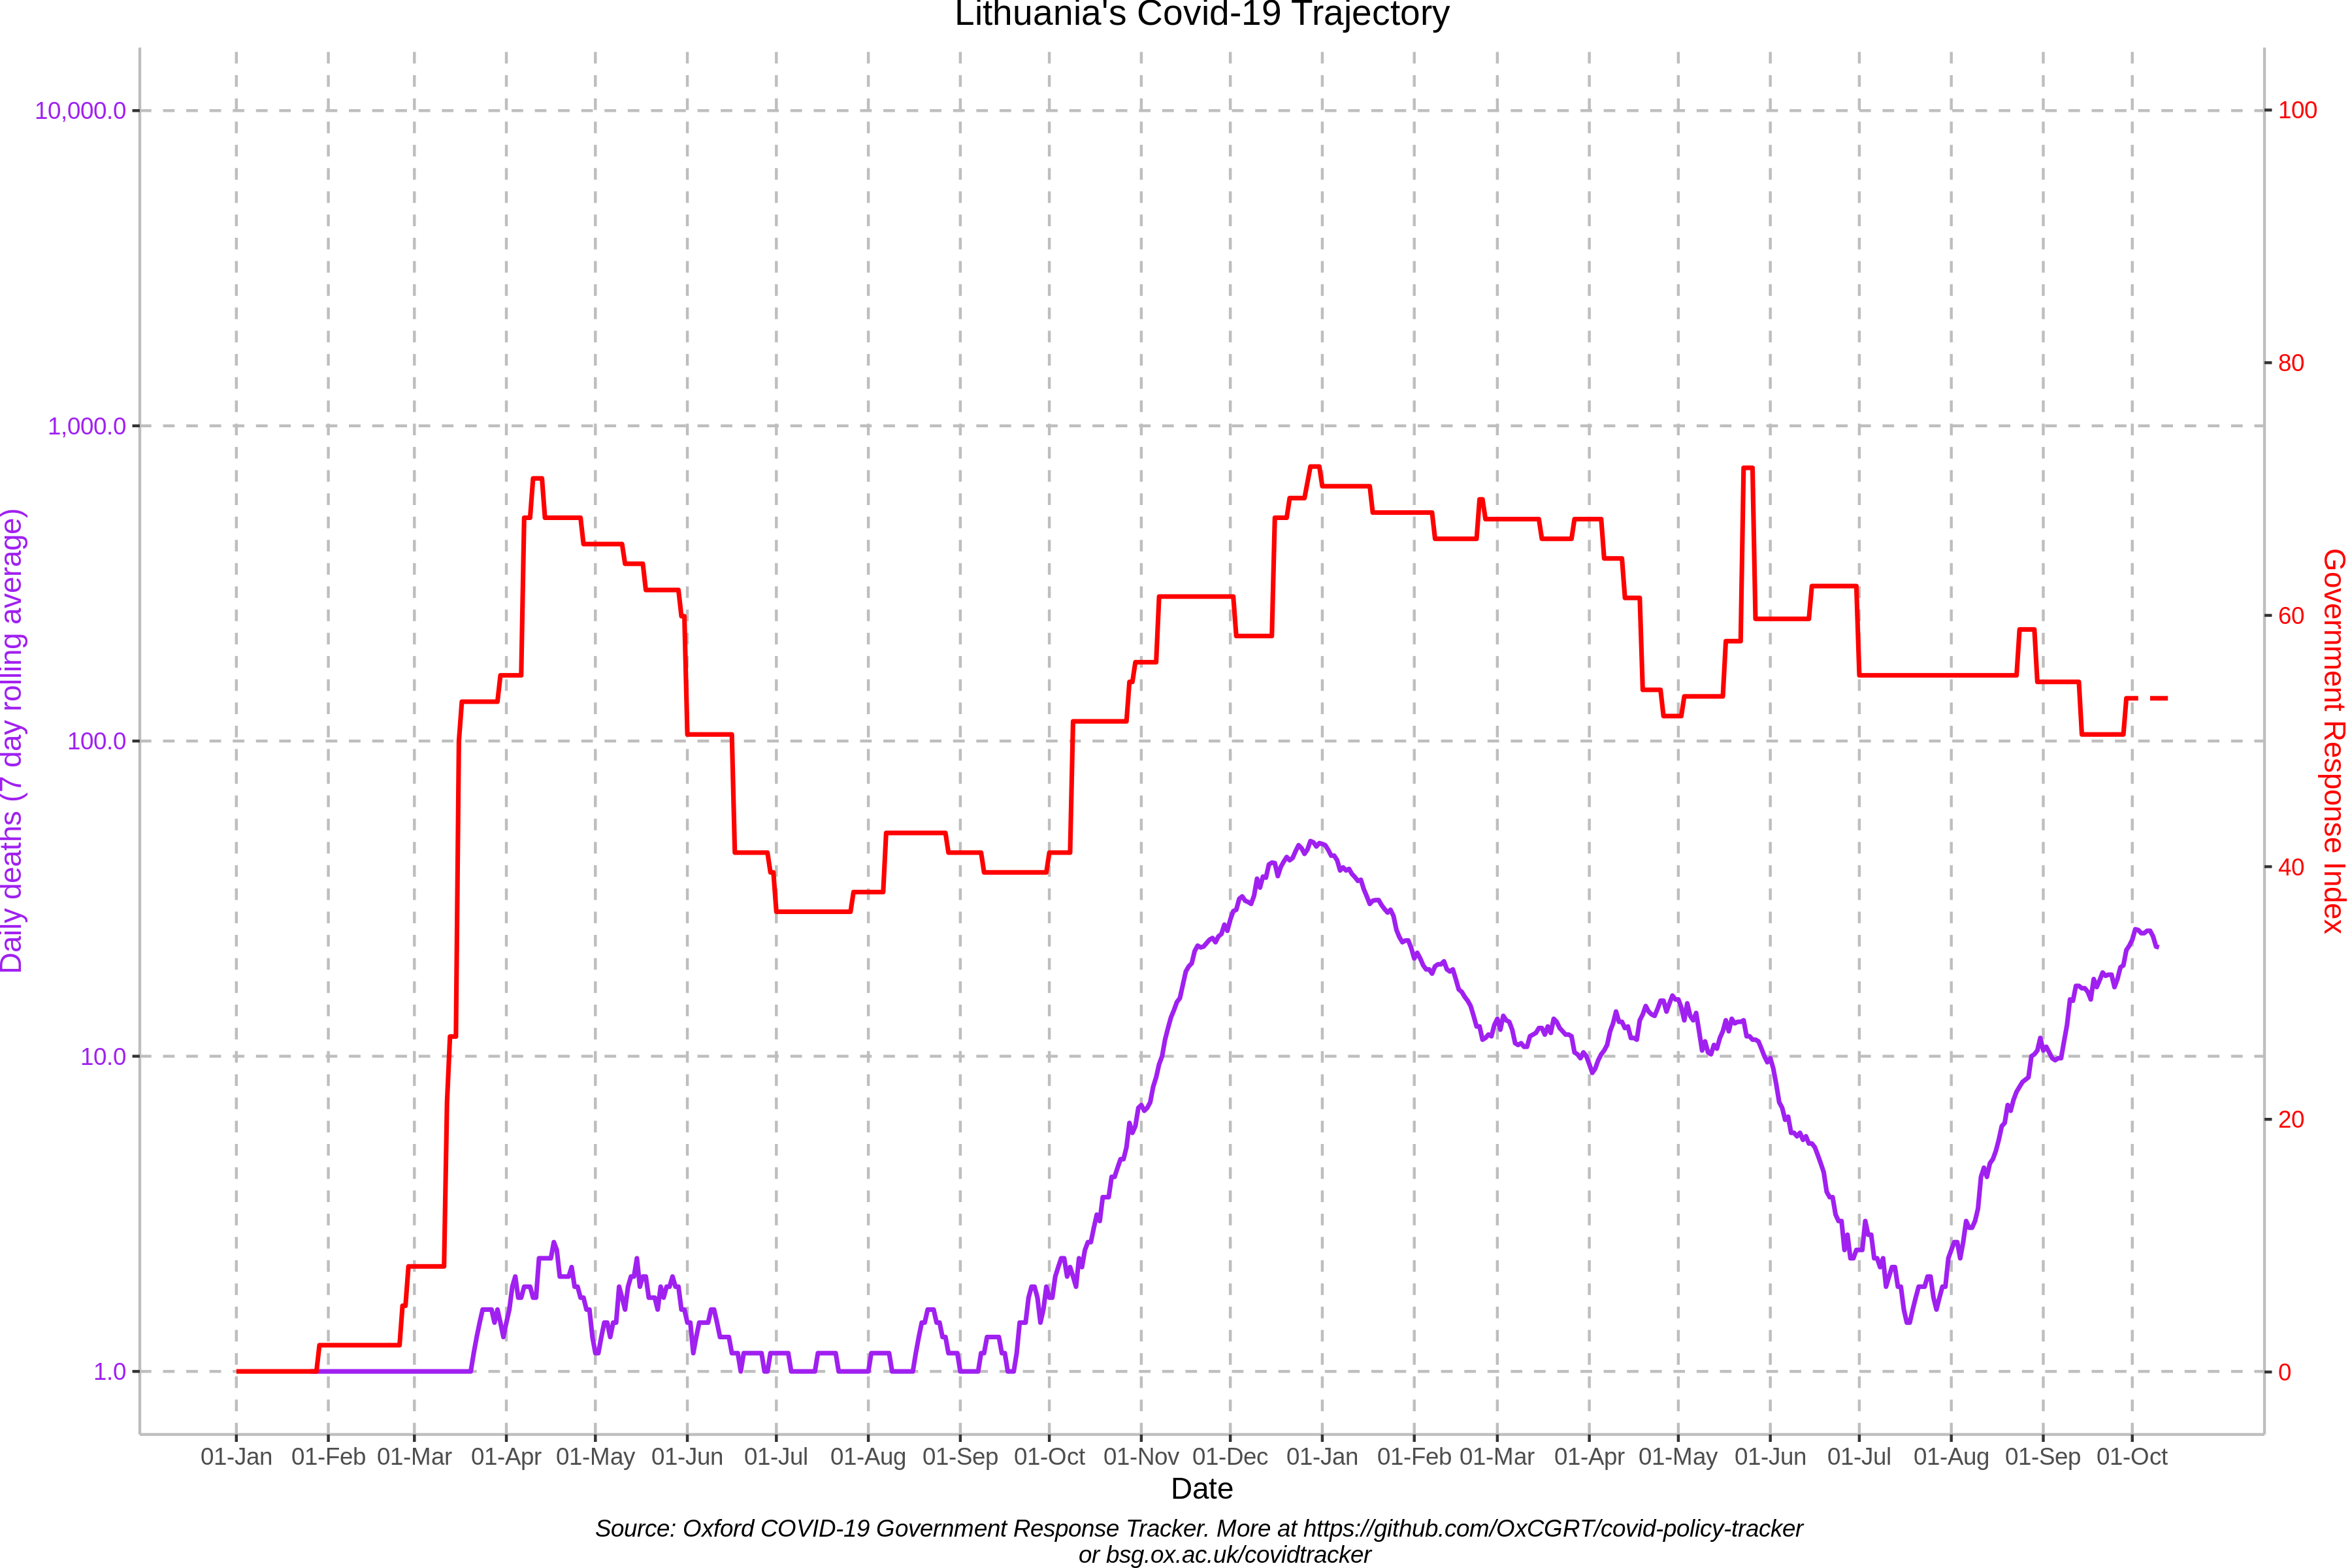 Lithuania's Covid-19 Trajectory
10,000.0
1,000.0
100.0
10.0
1.0
Daily deaths (7 day rolling average)
100
80
60
40
20
0
Government Response Index
01-Jan 01-Feb 01-Mar 01-Apr 01-May 01-Jun 01-Jul 01-Aug 01-Sep 01-Oct 01-Nov 01-Dec 01-Jan 01-Feb 01-Mar 01-Apr 01-May 01-Jun 01-Jul 01-Aug 01-Sep 01-Oct
Date
Source: Oxford COVID-19 Government Response Tracker. More at https://github.com/OxCGRT/covid-policy-tracker
or bsg.ox.ac.uk/covidtracker